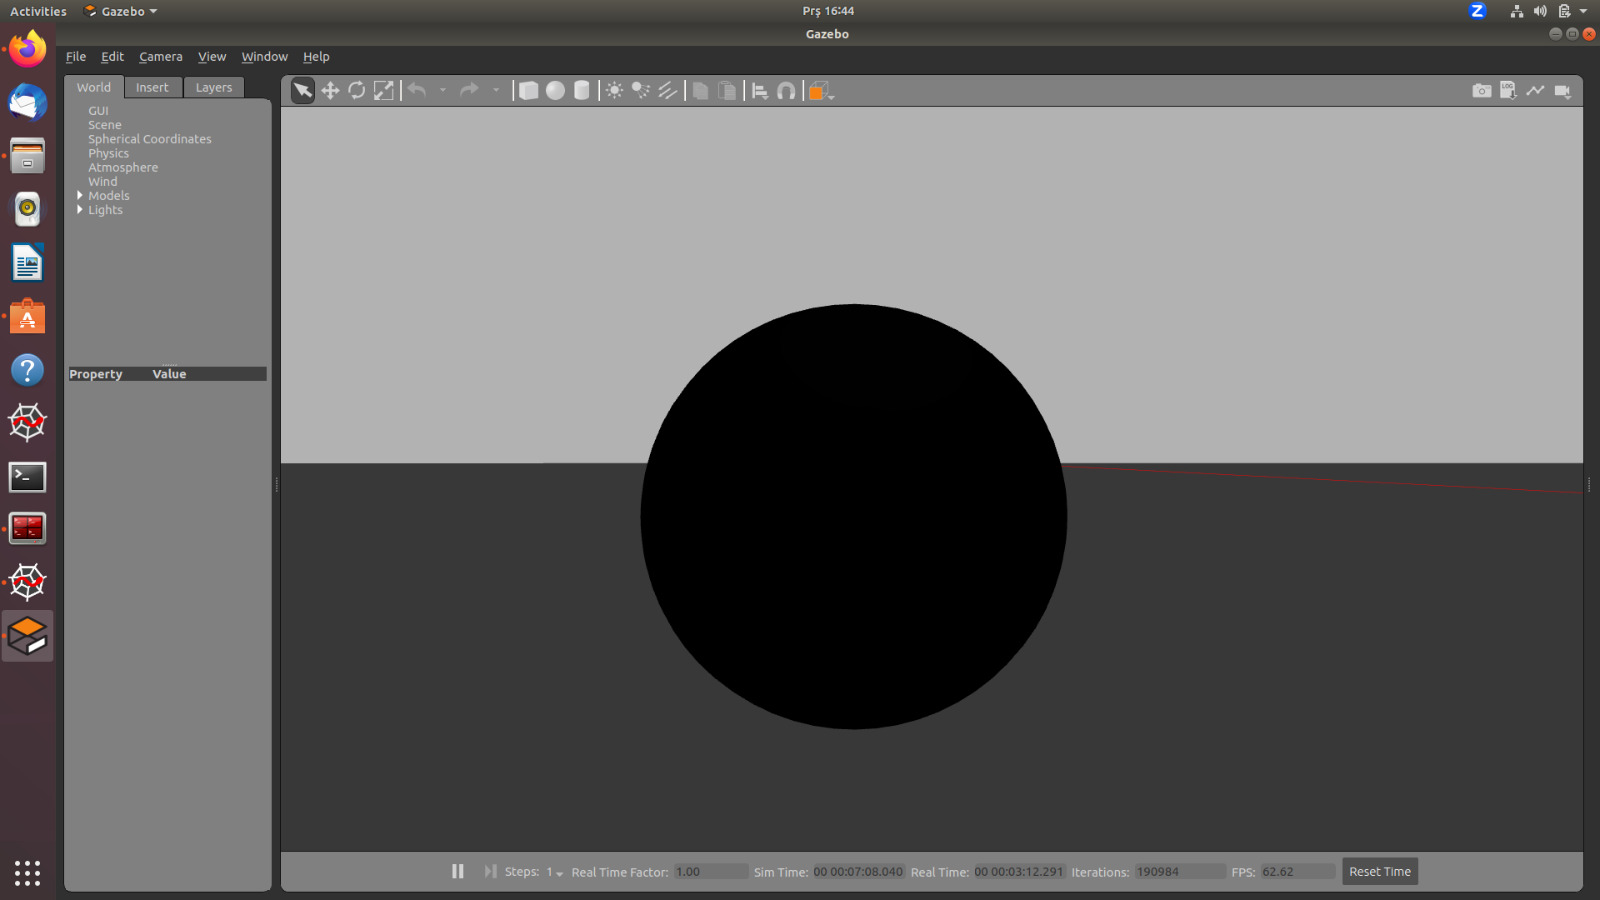 Activities Gazebo Prş 16:44 Z
Gazebo
File Edit Camera View Window Help
World Insert Layers
LOG
GUI
Scene
Spherical Coordinates
Physics
Atmosphere
Wind
Models
Lights
Property Value
Steps: 1 Real Time Factor: 1.00 Sim Time: 00 00:07:08.040 Real Time: 00 00:03:12.291 Iterations: 190984 FPS: 62.62 Reset Time